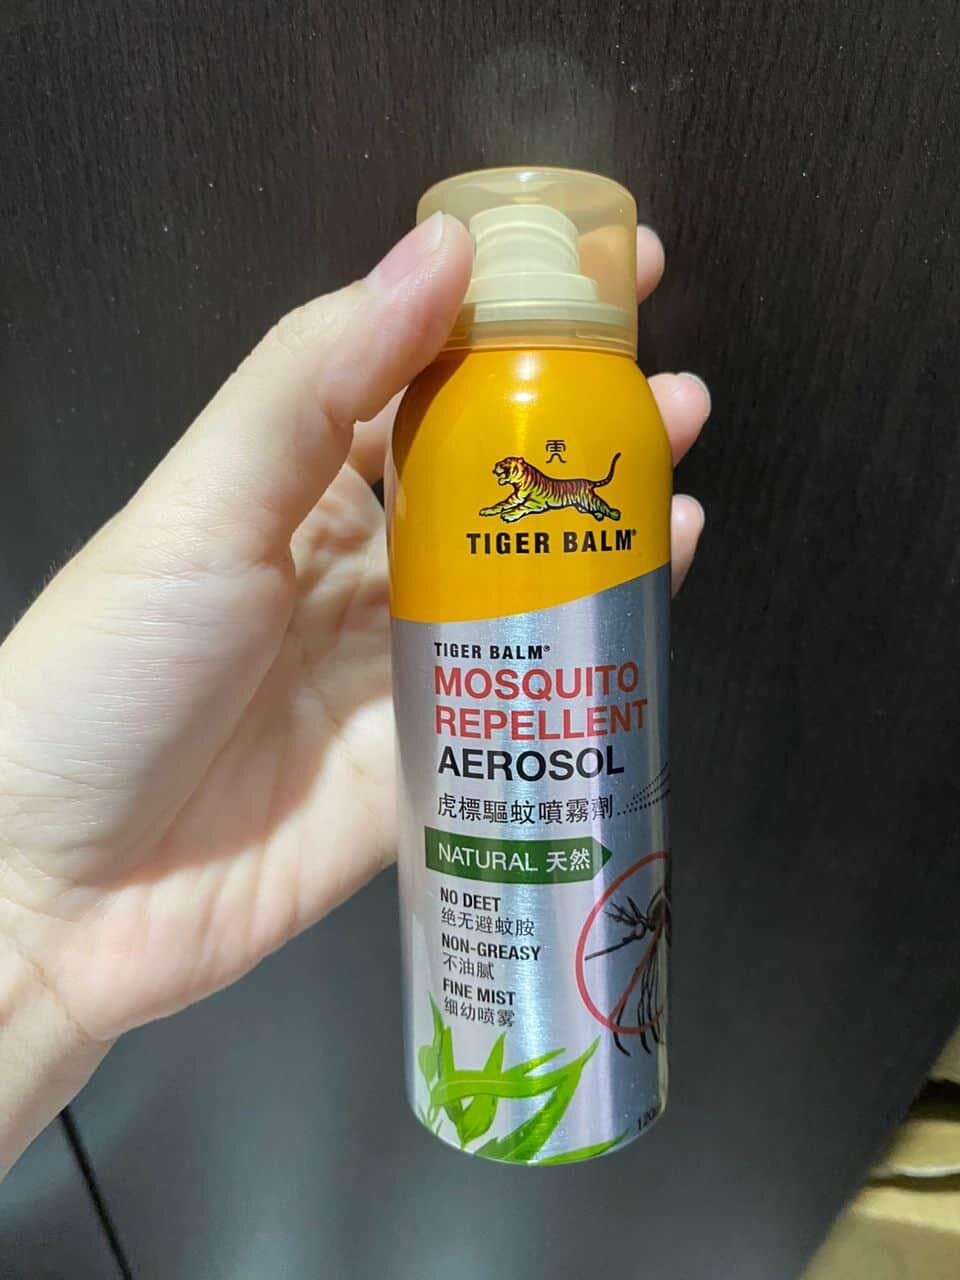 TIGER BALM®
TIGER BALM®
MOSQUITO
REPELLENT
AEROSOL
虎標驅蚊噴霧劑
NATURAL 天然
NO DEET
绝无避蚊胺
NON-GREASY
不油腻
FINE MIST
细幼喷雾